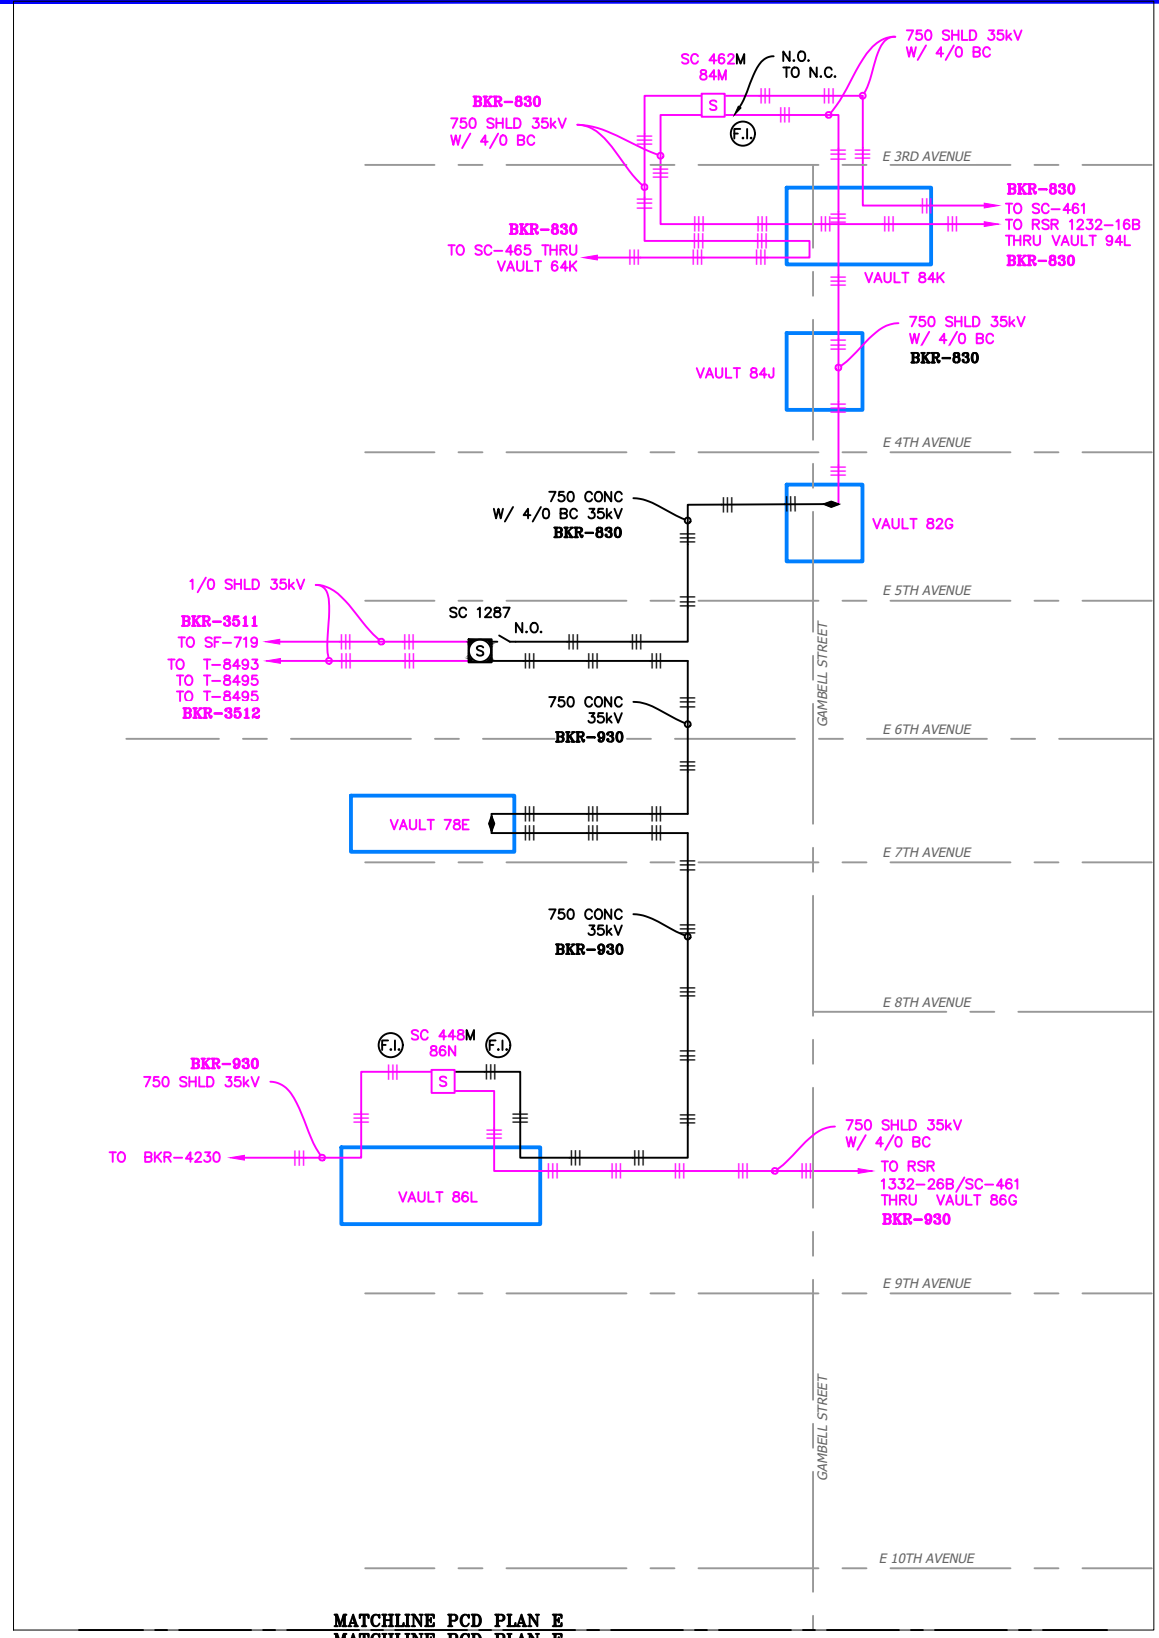 750 SHLD 35kV
W/ 4/0 BC
SC 462M
84M
N.O.
TO N.C.
S
F.I.
BKR-830
750 SHLD 35kV
W/ 4/0 BC
E 3RD AVENUE
BKR-830
TO SC-461
TO RSR 1232-16B
THRU VAULT 94L
BKR-830
BKR-830
TO SC-465 THRU
VAULT 64K
VAULT 84K
750 SHLD 35kV
W/ 4/0 BC
BKR-830
VAULT 84J
E 4TH AVENUE
750 CONC
W/ 4/0 BC 35kV
BKR-830
VAULT 82G
E 5TH AVENUE
1/0 SHLD 35kV
SC 1287
N.O.
S
BKR-3511
TO SF-719
TO T-8493
TO T-8495
TO T-8495
BKR-3512
GAMBELL STREET
750 CONC
35kV
BKR-930
E 6TH AVENUE
VAULT 78E
E 7TH AVENUE
750 CONC
35kV
BKR-930
E 8TH AVENUE
F.I.
SC 448M
86N
F.I.
S
BKR-930
750 SHLD 35kV
TO BKR-4230
VAULT 86L
750 SHLD 35kV
W/ 4/0 BC
TO RSR
1332-26B/SC-461
THRU VAULT 86G
BKR-930
E 9TH AVENUE
GAMBELL STREET
E 10TH AVENUE
MATCHLINE PCD PLAN E
MATCHLINE PCD PLAN E